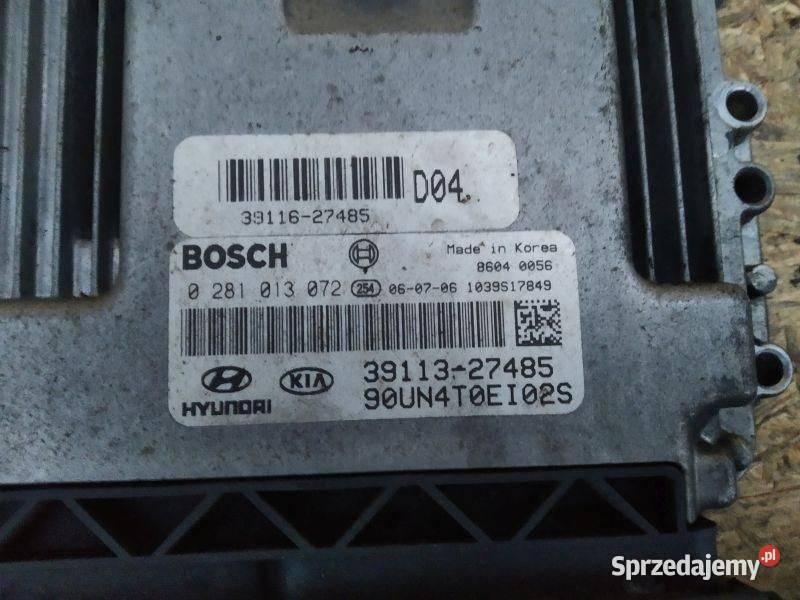 D04
39116-27485
BOSCH
Made in Korea
8604 0056
0 281 013 072 254 06-07-06 1039S17849
HYUNDAI KIA 39113-27485
90UN4T0EI02S
Sprzedajemy.pl